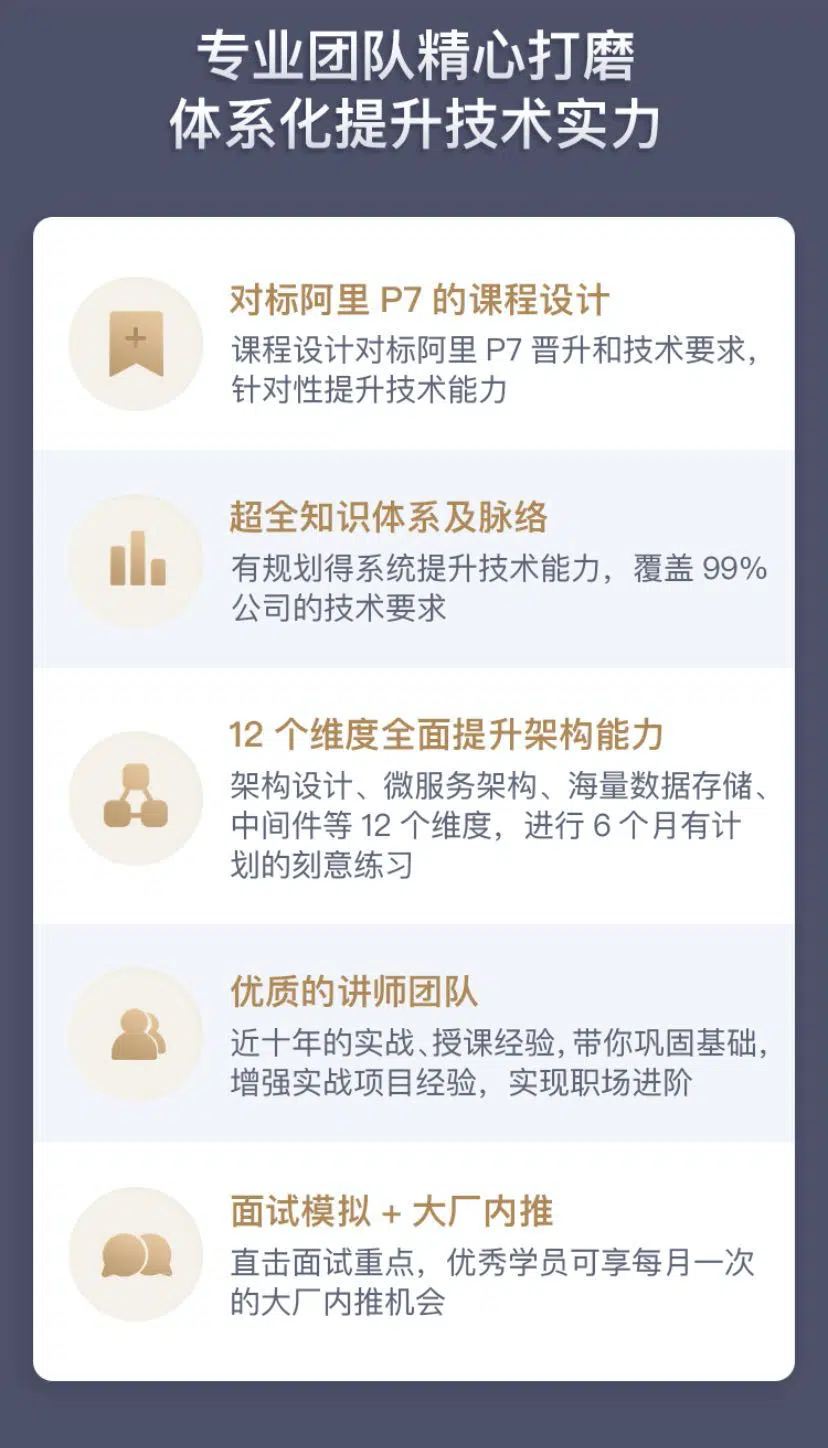 专业团队精心打磨
体系化提升技术实力
对标阿里 P7 的课程设计
课程设计对标阿里 P7 晋升和技术要求，
针对性提升技术能力
超全知识体系及脉络
有规划得系统提升技术能力，覆盖 99%
公司的技术要求
12 个维度全面提升架构能力
架构设计、微服务架构、海量数据存储、
中间件等 12 个维度，进行 6 个月有计
划的刻意练习
优质的讲师团队
近十年的实战、授课经验，带你巩固基础，
增强实战项目经验，实现职场进阶
面试模拟 + 大厂内推
直击面试重点，优秀学员可享每月一次
的大厂内推机会